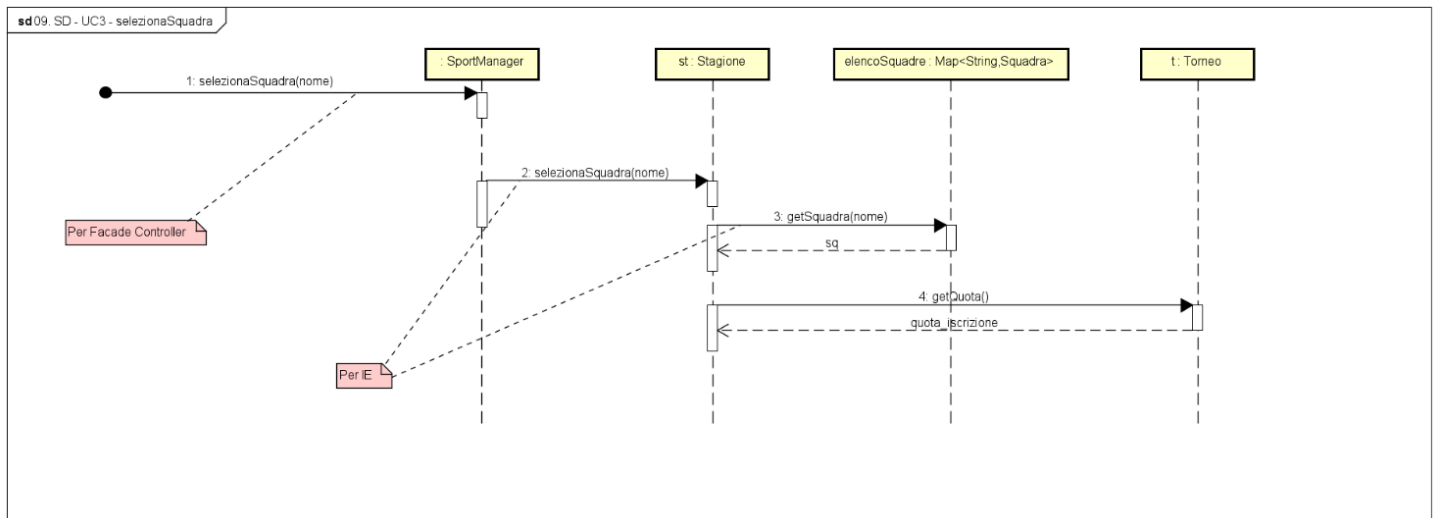 sd 09. SD - UC3 - selezionaSquadra
: SportManager
st : Stagione
elencoSquadre : Map<String,Squadra>
t : Torneo
1: selezionaSquadra(nome)
2: selezionaSquadra(nome)
3: getSquadra(nome)
Per Facade Controller
sq
4: getQuota()
quota_iscrizione
Per IE